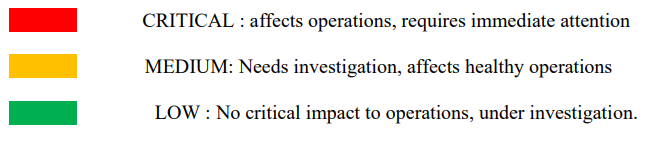 CRITICAL : affects operations, requires immediate attention
MEDIUM: Needs investigation, affects healthy operations
LOW : No critical impact to operations, under investigation.